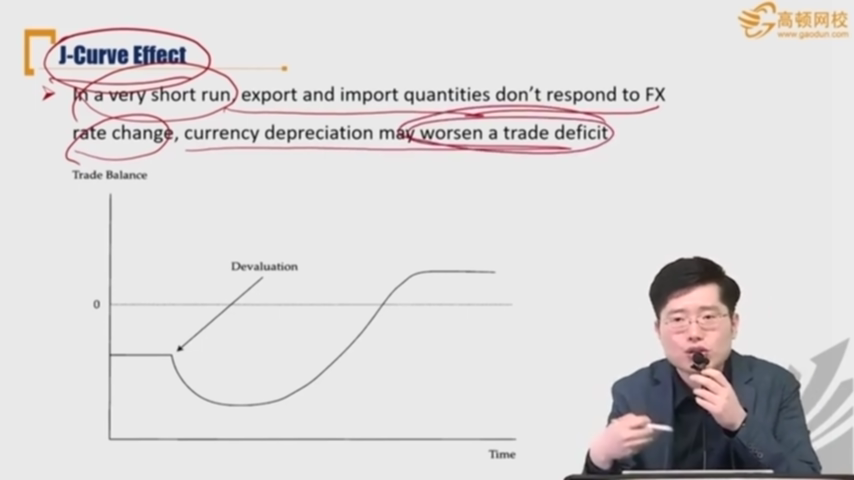 高顿网校
www.gaodun.com
J-Curve Effect
In a very short run, export and import quantities don't respond to FX
rate change, currency depreciation may worsen a trade deficit
Trade Balance
Devaluation
0
Time